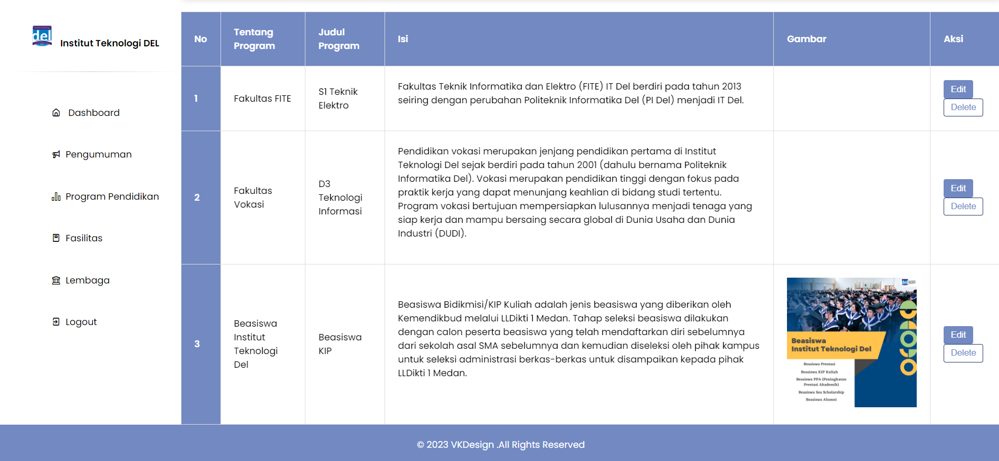 del
Institut Teknologi DEL
Dashboard
Pengumuman
Program Pendidikan
Fasilitas
Lembaga
Logout
No
Tentang
Program
Judul
Program
Isi
Gambar
Aksi
1
Fakultas FITE
S1 Teknik
Elektro
Fakultas Teknik Informatika dan Elektro (FITE) IT Del berdiri pada tahun 2013
seiring dengan perubahan Politeknik Informatika Del (PI Del) menjadi IT Del.
Edit
Delete
2
Fakultas
Vokasi
D3
Teknologi
Informasi
Pendidikan vokasi merupakan jenjang pendidikan pertama di Institut
Teknologi Del sejak berdiri pada tahun 2001 (dahulu bernama Politeknik
Informatika Del). Vokasi merupakan pendidikan tinggi dengan fokus pada
praktik kerja yang dapat menunjang keahlian di bidang studi tertentu.
Program vokasi bertujuan mempersiapkan lulusannya menjadi tenaga yang
siap kerja dan mampu bersaing secara global di Dunia Usaha dan Dunia
Industri (DUDI).
Edit
Delete
3
Beasiswa
Institut
Teknologi
Del
Beasiswa
KIP
Beasiswa Bidikmisi/KIP Kuliah adalah jenis beasiswa yang diberikan oleh
Kemendikbud melalui LLDikti 1 Medan. Tahap seleksi beasiswa dilakukan
dengan calon peserta beasiswa yang telah mendaftarkan diri sebelumnya
dari sekolah asal SMA sebelumnya dan kemudian diseleksi oleh pihak kampus
untuk seleksi administrasi berkas-berkas untuk disampaikan kepada pihak
LLDikti 1 Medan.
del
Beasiswa
Institut Teknologi Del
Beasiswa Prestasi
Beasiswa KIP Kuliah
Beasiswa PPA (Peningkatan
Prestasi Akademik)
Beasiswa Sea Scholarship
Beasiswa Alumni
Edit
Delete
© 2023 VKDesign .All Rights Reserved